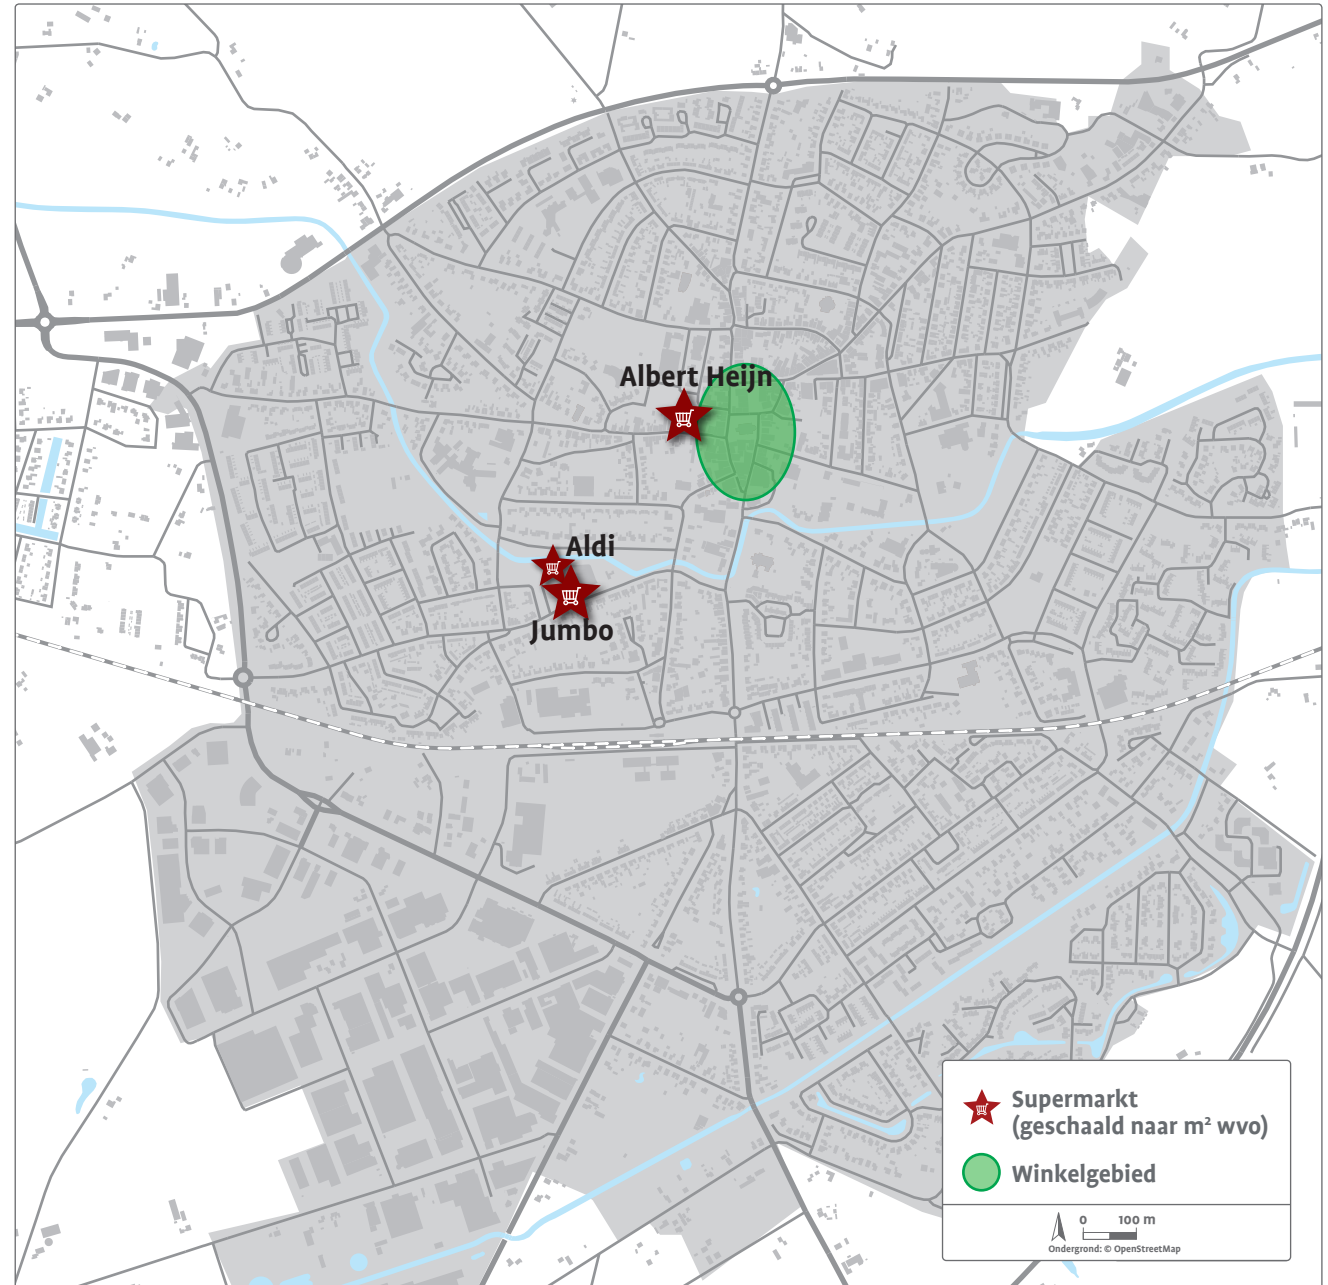 Albert Heijn
Aldi
Jumbo
Supermarkt
(geschaald naar m² wvo)
Winkelgebied
0 100 m
Ondergrond: © OpenStreetMap